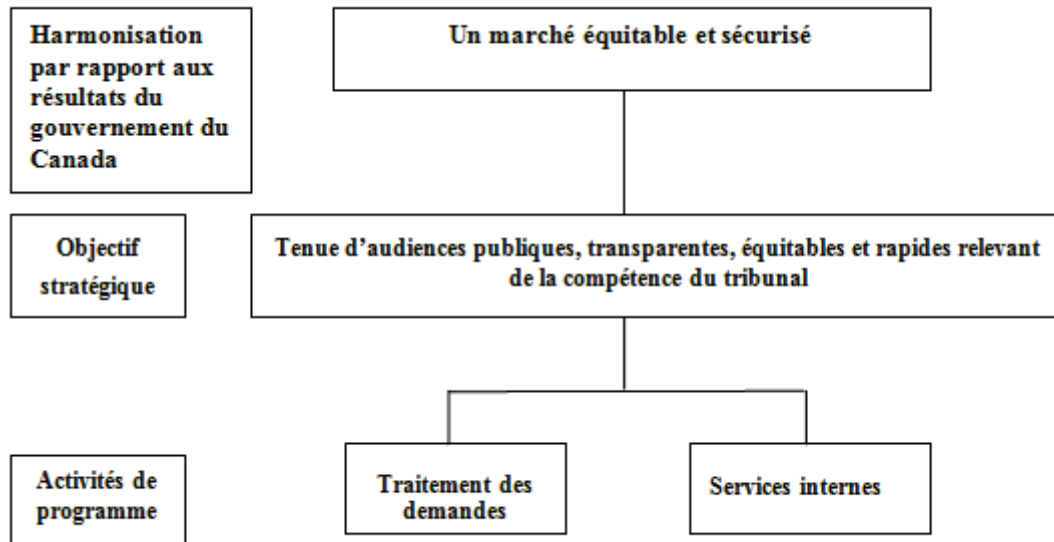 Harmonisation
par rapport aux
résultats du
gouvernement du
Canada
Un marché équitable et sécurisé
Objectif
stratégique
Tenue d'audiences publiques, transparentes, équitables et rapides relevant
de la compétence du tribunal
Activités de
programme
Traitement des
demandes
Services internes